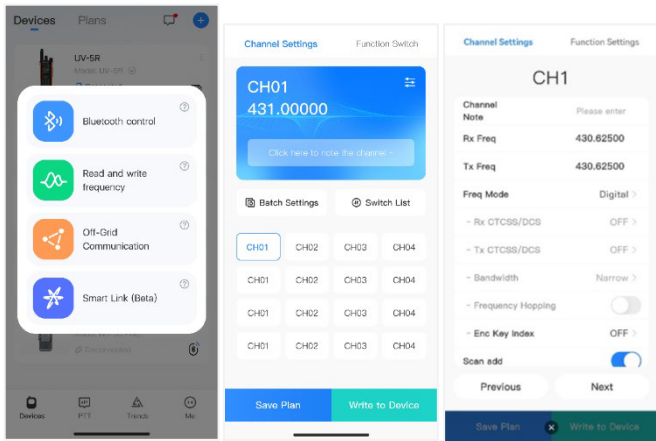 Devices Plans
UV-5R
Model: UV-5R
Bluetooth control
Read and write
frequency
Off-Grid
Communication
Smart Link (Beta)
Devices PTT Trends Me
Channel Settings Function Switch
CH01
431.00000
Click here to note the channel
Batch Settings Switch List
CH01 CH02 CH03 CH04
CH01 CH02 CH03 CH04
CH01 CH02 CH03 CH04
CH01 CH02 CH03 CH04
Save Plan Write to Device
Channel Settings Function Settings
CH1
Channel
Note Please enter
Rx Freq 430.62500
Tx Freq 430.62500
Freq Mode Digital >
- Rx CTCSS/DCS OFF >
- Tx CTCSS/DCS OFF >
- Bandwidth Narrow >
- Frequency Hopping
- Enc Key Index OFF >
Scan add
Previous Next
Save Plan Write to Device